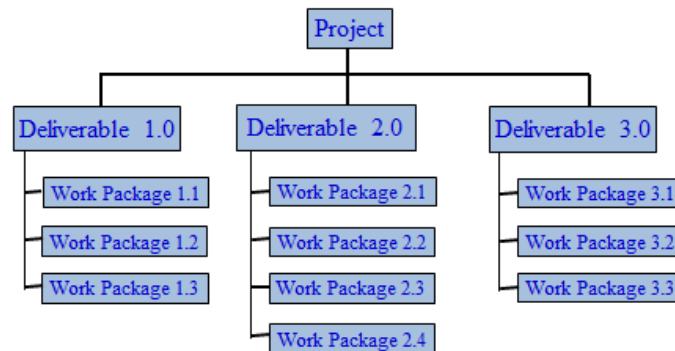 Project
Deliverable 1.0
Deliverable 2.0
Deliverable 3.0
Work Package 1.1
Work Package 1.2
Work Package 1.3
Work Package 2.1
Work Package 2.2
Work Package 2.3
Work Package 2.4
Work Package 3.1
Work Package 3.2
Work Package 3.3